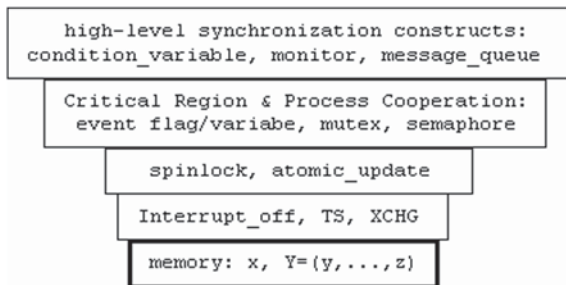 high-level synchronization constructs:
condition_variable, monitor, message_queue
Critical Region & Process Cooperation:
event flag/variabe, mutex, semaphore
spinlock, atomic_update
Interrupt_off, TS, XCHG
memory: x, Y=(y,...,z)